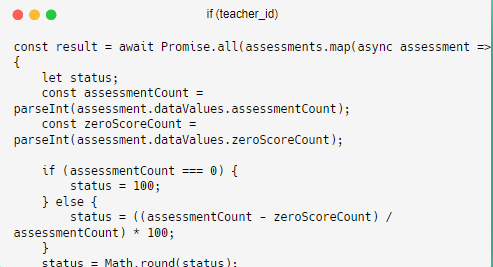 if (teacher_id)
const result = await Promise.all(assessments.map(async assessment =>
{
    let status;
    const assessmentCount =
parseInt(assessment.dataValues.assessmentCount);
    const zeroScoreCount =
parseInt(assessment.dataValues.zeroScoreCount);

    if (assessmentCount === 0) {
        status = 100;
    } else {
        status = ((assessmentCount - zeroScoreCount) /
assessmentCount) * 100;
    }
    status = Math.round(status);